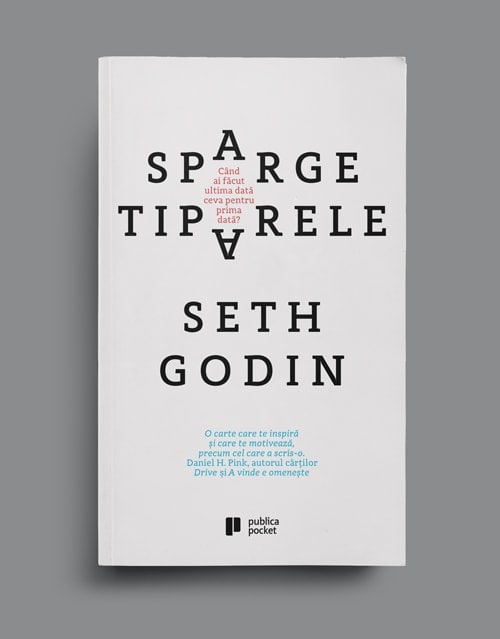 SPARGE
Când
ai făcut
ultima dată
ceva pentru
prima
dată?
TIPARELE
SETH
GODIN
O carte care te inspiră
și care te motivează,
precum cel care a scris-o.
Daniel H. Pink, autorul cărților
Drive și A vinde e omenește
publica
pocket